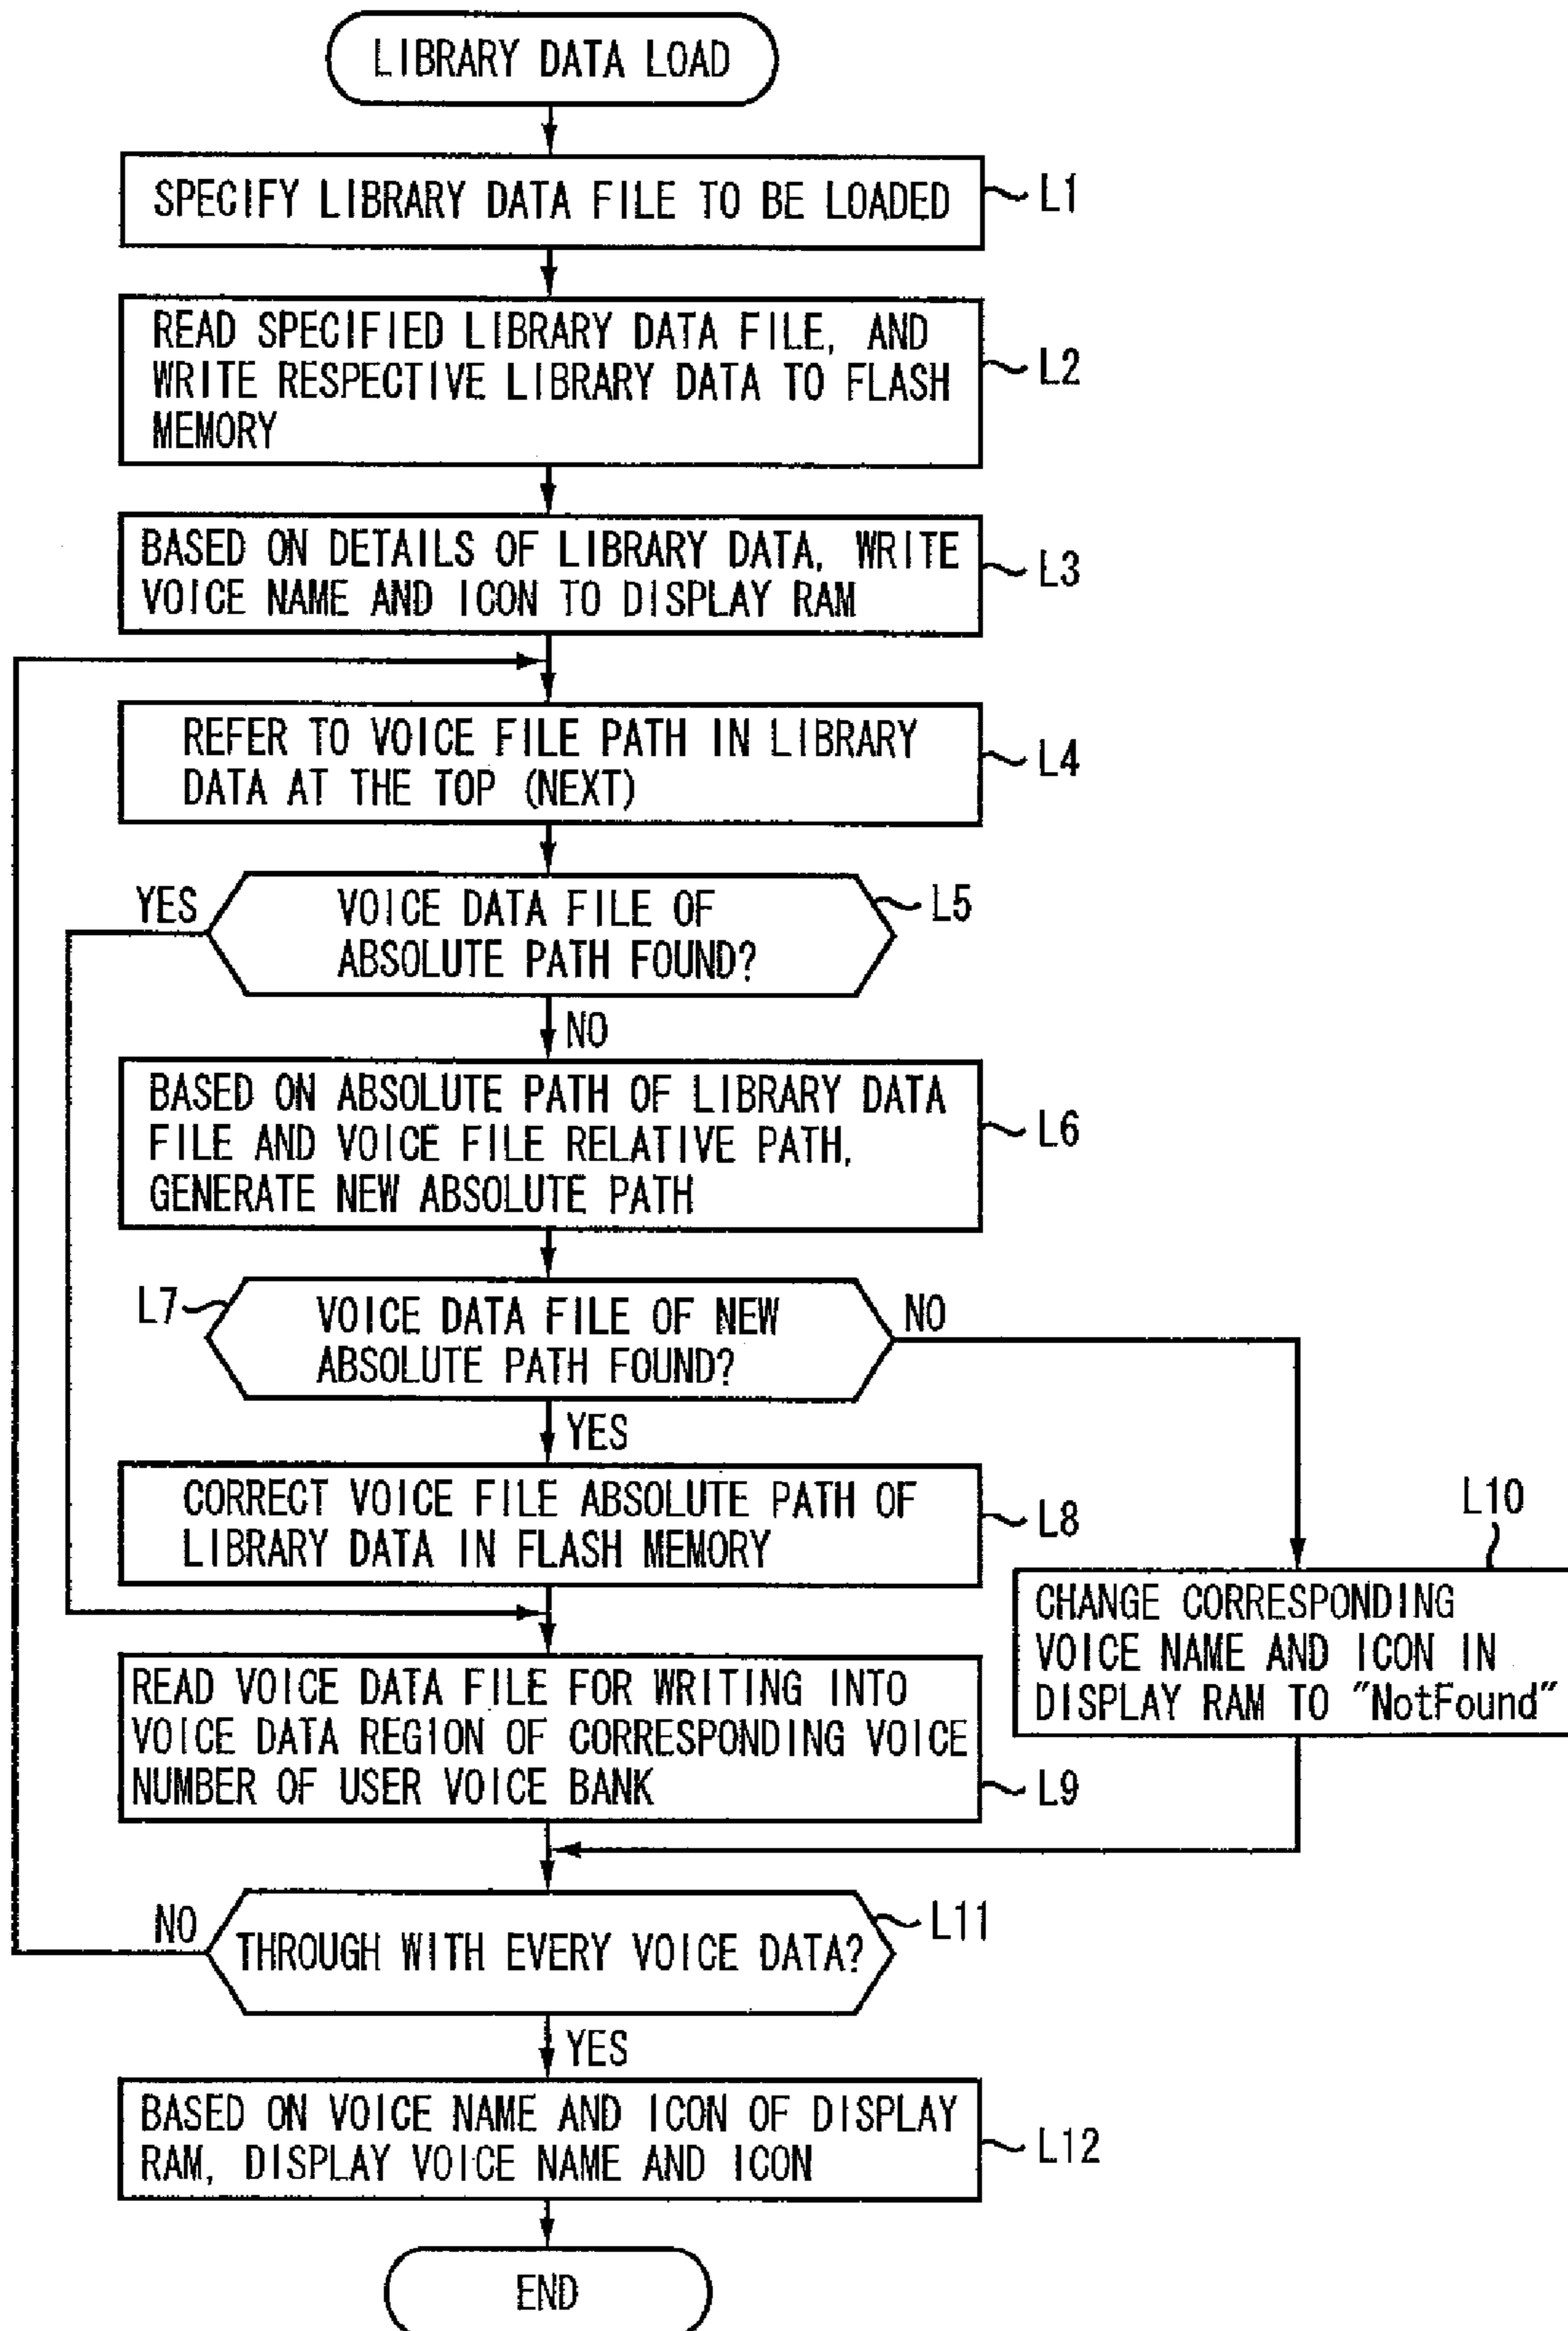 LIBRARY DATA LOAD
SPECIFY LIBRARY DATA FILE TO BE LOADED
L1
READ SPECIFIED LIBRARY DATA FILE, AND
WRITE RESPECTIVE LIBRARY DATA TO FLASH
MEMORY
L2
BASED ON DETAILS OF LIBRARY DATA, WRITE
VOICE NAME AND ICON TO DISPLAY RAM
L3
REFER TO VOICE FILE PATH IN LIBRARY
DATA AT THE TOP (NEXT)
L4
YES
VOICE DATA FILE OF
ABSOLUTE PATH FOUND?
L5
NO
BASED ON ABSOLUTE PATH OF LIBRARY DATA
FILE AND VOICE FILE RELATIVE PATH,
GENERATE NEW ABSOLUTE PATH
L6
L7
VOICE DATA FILE OF NEW
ABSOLUTE PATH FOUND?
NO
YES
CORRECT VOICE FILE ABSOLUTE PATH OF
LIBRARY DATA IN FLASH MEMORY
L8
L10
CHANGE CORRESPONDING
VOICE NAME AND ICON IN
DISPLAY RAM TO "NotFound"
READ VOICE DATA FILE FOR WRITING INTO
VOICE DATA REGION OF CORRESPONDING VOICE
NUMBER OF USER VOICE BANK
L9
NO
THROUGH WITH EVERY VOICE DATA?
L11
YES
BASED ON VOICE NAME AND ICON OF DISPLAY
RAM, DISPLAY VOICE NAME AND ICON
L12
END